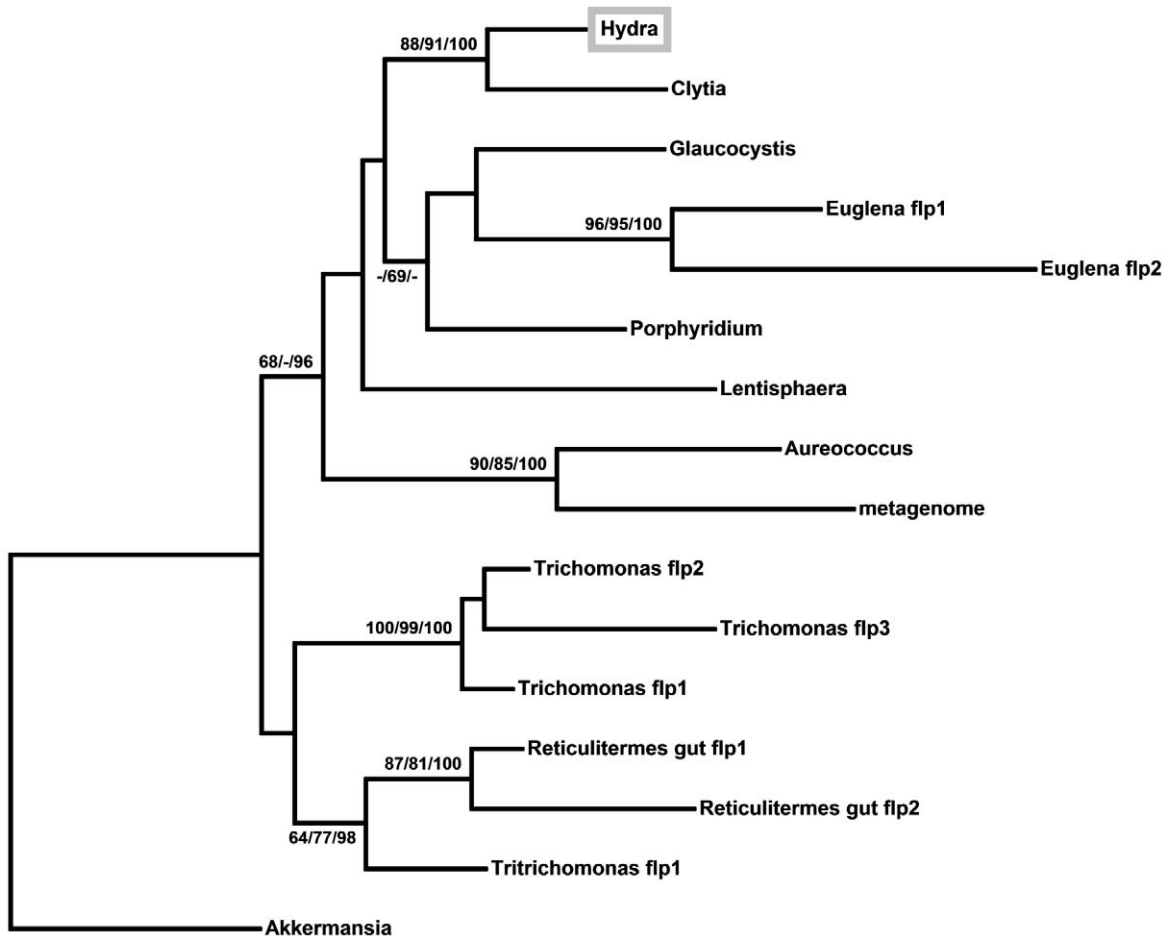 Hydra
88/91/100
Clytia
Glaucocystis
Euglena flp1
96/95/100
Euglena flp2
-/69/-
Porphyridium
68/-/96
Lentisphaera
Aureococcus
90/85/100
metagenome
Trichomonas flp2
100/99/100
Trichomonas flp3
Trichomonas flp1
Reticulitermes gut flp1
87/81/100
Reticulitermes gut flp2
64/77/98
Tritrichomonas flp1
Akkermansia